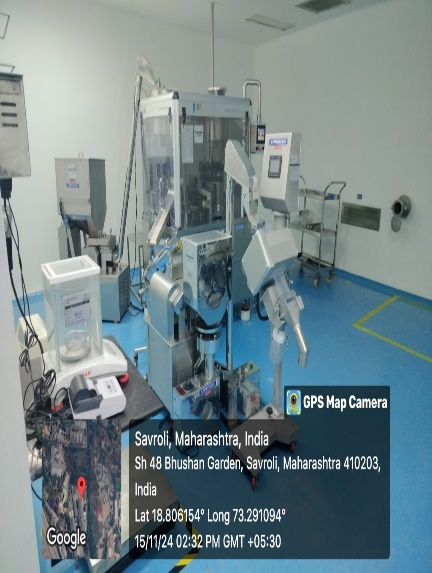 GPS Map Camera
Savroli, Maharashtra, India
Sh 48 Bhushan Garden, Savroli, Maharashtra 410203,
India
Lat 18.806154° Long 73.291094°
15/11/24 02:32 PM GMT +05:30
Google